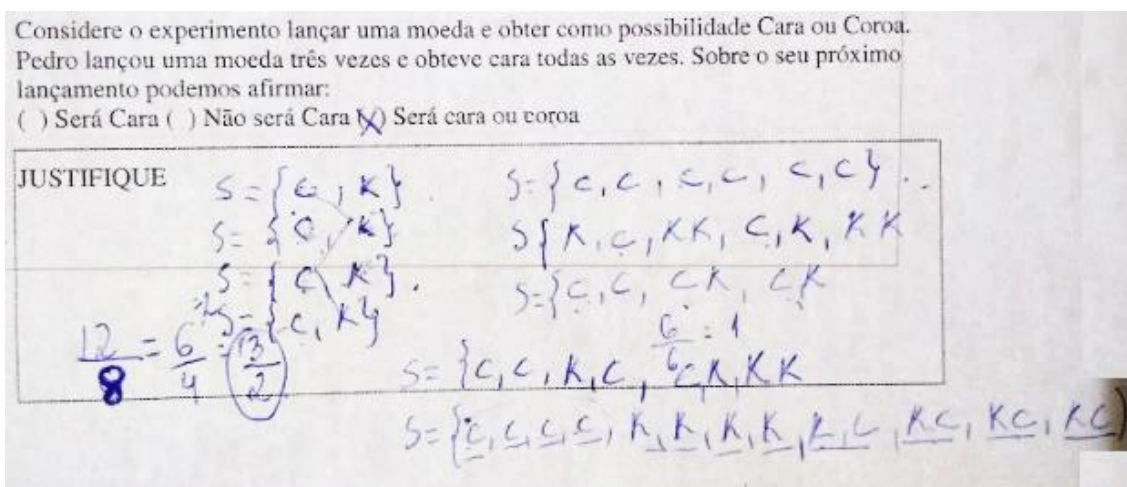 Considere o experimento lançar uma moeda e obter como possibilidade Cara ou Coroa.
Pedro lançou uma moeda três vezes e obteve cara todas as vezes. Sobre o seu próximo
lançamento podemos afirmar:
( ) Será Cara ( ) Não será Cara (X) Será cara ou coroa
JUSTIFIQUE
S={C, K}.
S={C, K}
S={C, K}.
S={C, K}
12/8 = 6/4 = 3/2
S={C,C, C,C, C,C}.
S{K,C, KK, C,K, KK
S={C,C, CK, CK
6/6 = 1
S={C,C, K,C, CK, KK
S={C,C,C,C, K,K,K,K, K,C, KC, KC, KC)